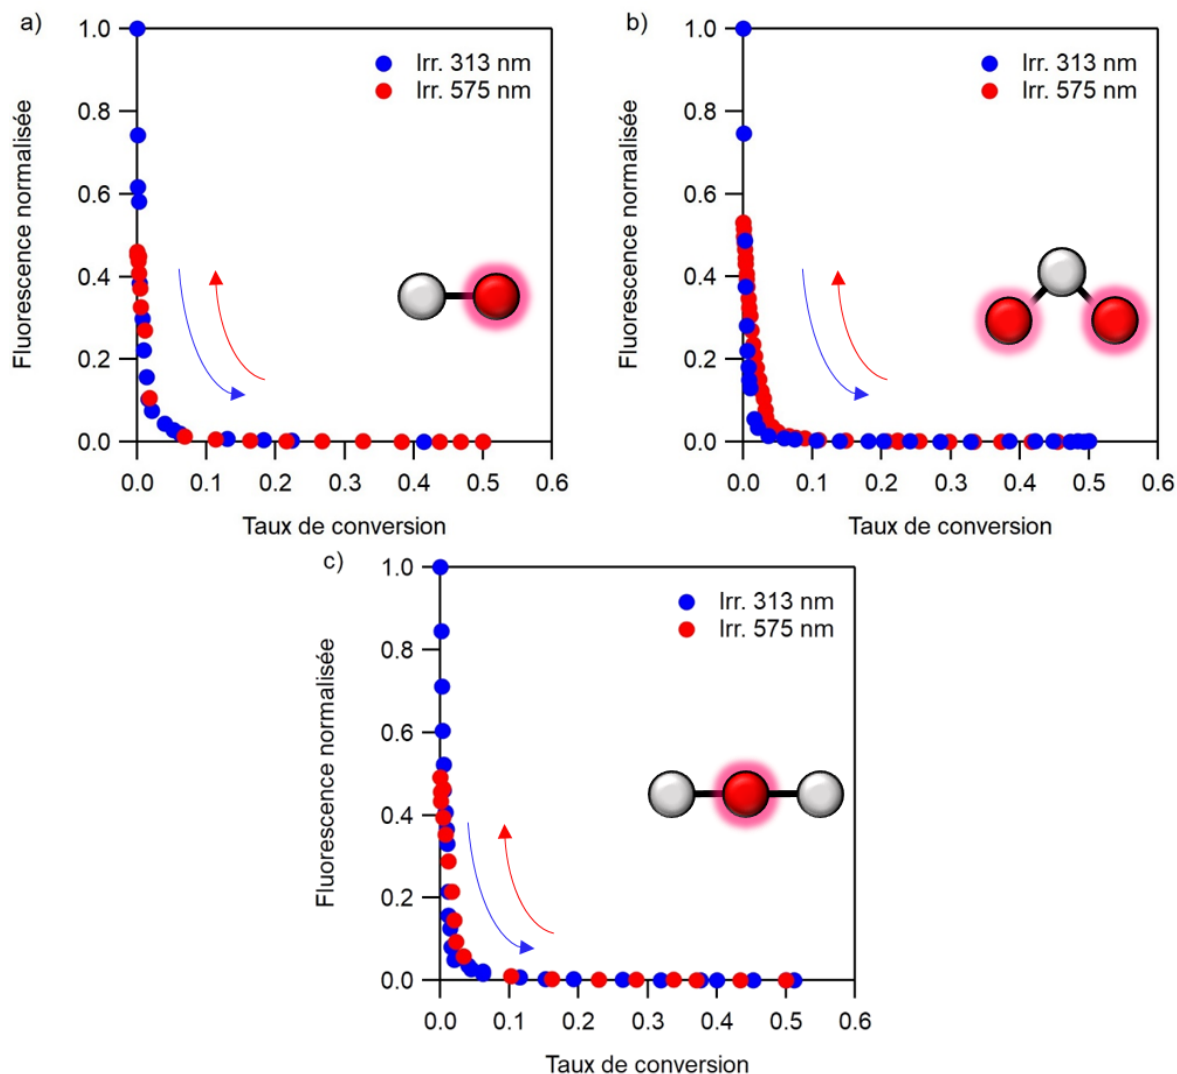 a)
Fluorescence normalisée
1.0
0.8
0.6
0.4
0.2
0.0
Irr. 313 nm
Irr. 575 nm
0.0 0.1 0.2 0.3 0.4 0.5 0.6
Taux de conversion
b)
Fluorescence normalisée
1.0
0.8
0.6
0.4
0.2
0.0
Irr. 313 nm
Irr. 575 nm
0.0 0.1 0.2 0.3 0.4 0.5 0.6
Taux de conversion
c)
Fluorescence normalisée
1.0
0.8
0.6
0.4
0.2
0.0
Irr. 313 nm
Irr. 575 nm
0.0 0.1 0.2 0.3 0.4 0.5 0.6
Taux de conversion